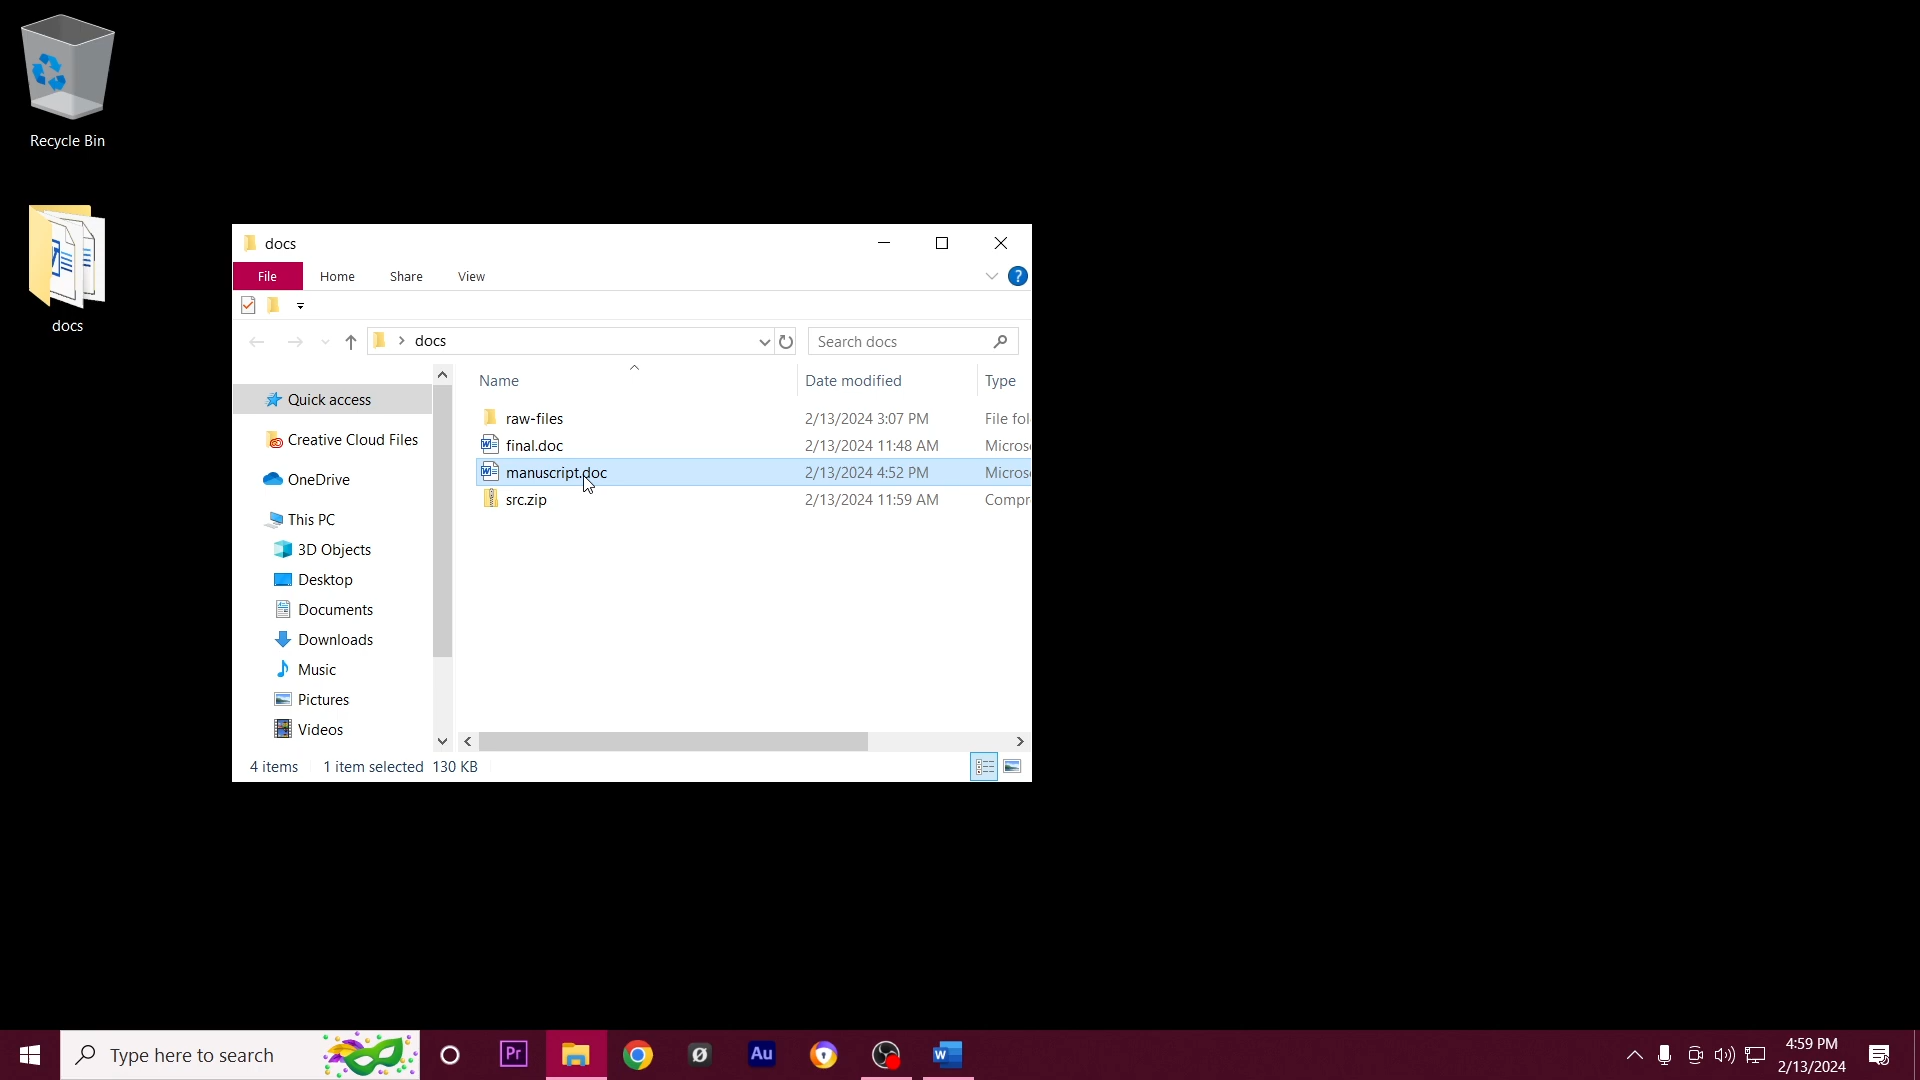 Recycle Bin
docs
docs
File Home Share View ?
docs
Search docs
Name Date modified Type
raw-files 2/13/2024 3:07 PM File fol
final.doc 2/13/2024 11:48 AM Micros
manuscript.doc 2/13/2024 4:52 PM Micros
src.zip 2/13/2024 11:59 AM Compr
Quick access
Creative Cloud Files
OneDrive
This PC
3D Objects
Desktop
Documents
Downloads
Music
Pictures
Videos
4 items 1 item selected 130 KB
Type here to search
Pr
Au
W
4:59 PM
2/13/2024